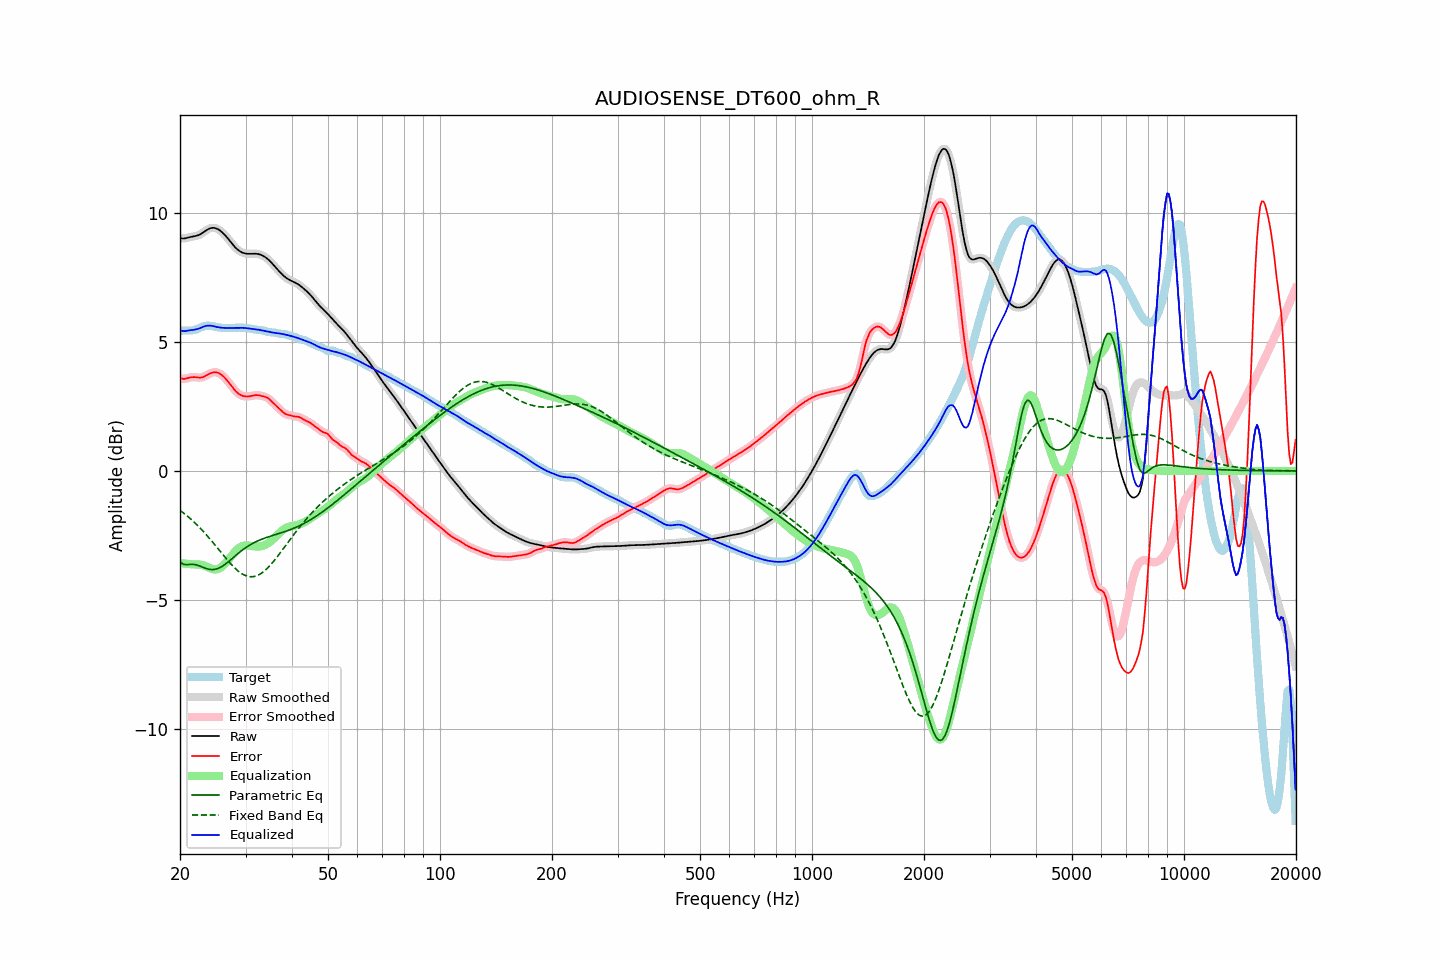 AUDIOSENSE_DT600_ohm_R
Amplitude (dBr)
10
5
0
−5
−10
Target
Raw Smoothed
Error Smoothed
Raw
Error
Equalization
Parametric Eq
Fixed Band Eq
Equalized
20 50 100 200 500 1000 2000 5000 10000 20000
Frequency (Hz)